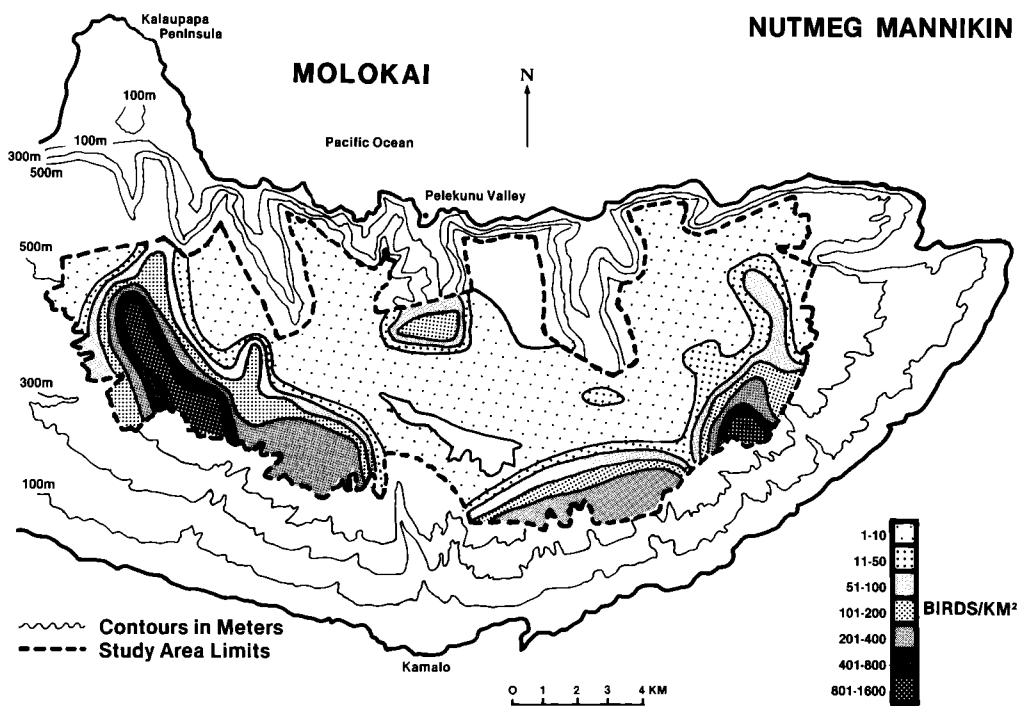 Kalaupapa
Peninsula
NUTMEG MANNIKIN
MOLOKAI
N
100m
Pacific Ocean
100m
300m
500m
Pelekunu Valley
500m
300m
100m
1-10
11-50
51-100
101-200
BIRDS/KM²
201-400
401-800
801-1600
Contours in Meters
Study Area Limits
Kamalo
0 1 2 3 4 KM